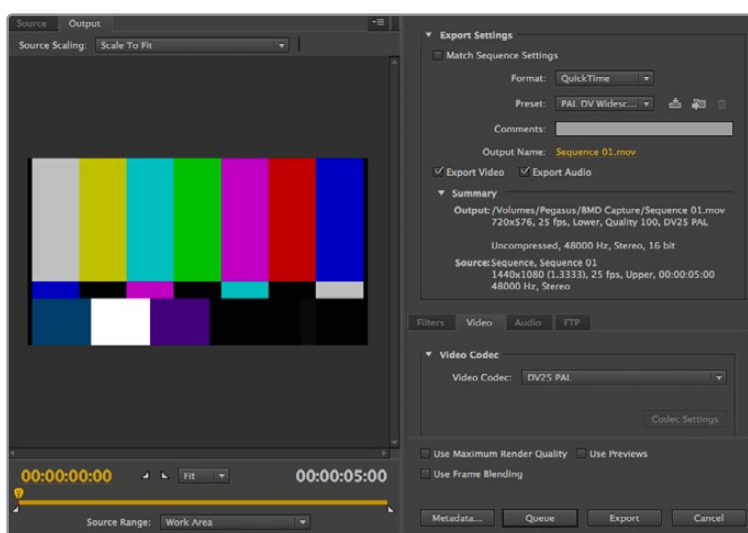 Source Output
Source Scaling: Scale To Fit
00:00:00:00 Fit 00:00:05:00
Source Range: Work Area
Export Settings
Match Sequence Settings
Format: QuickTime
Preset: PAL DV Widesc...
Comments:
Output Name: Sequence 01.mov
Export Video Export Audio
Summary
Output: /Volumes/Pegasus/BMD Capture/Sequence 01.mov
720x576, 25 fps, Lower, Quality 100, DV25 PAL
Uncompressed, 48000 Hz, Stereo, 16 bit
Source: Sequence, Sequence 01
1440x1080 (1.3333), 25 fps, Upper, 00:00:05:00
48000 Hz, Stereo
Filters Video Audio FTP
Video Codec
Video Codec: DV25 PAL
Codec Settings
Use Maximum Render Quality Use Previews
Use Frame Blending
Metadata... Queue Export Cancel